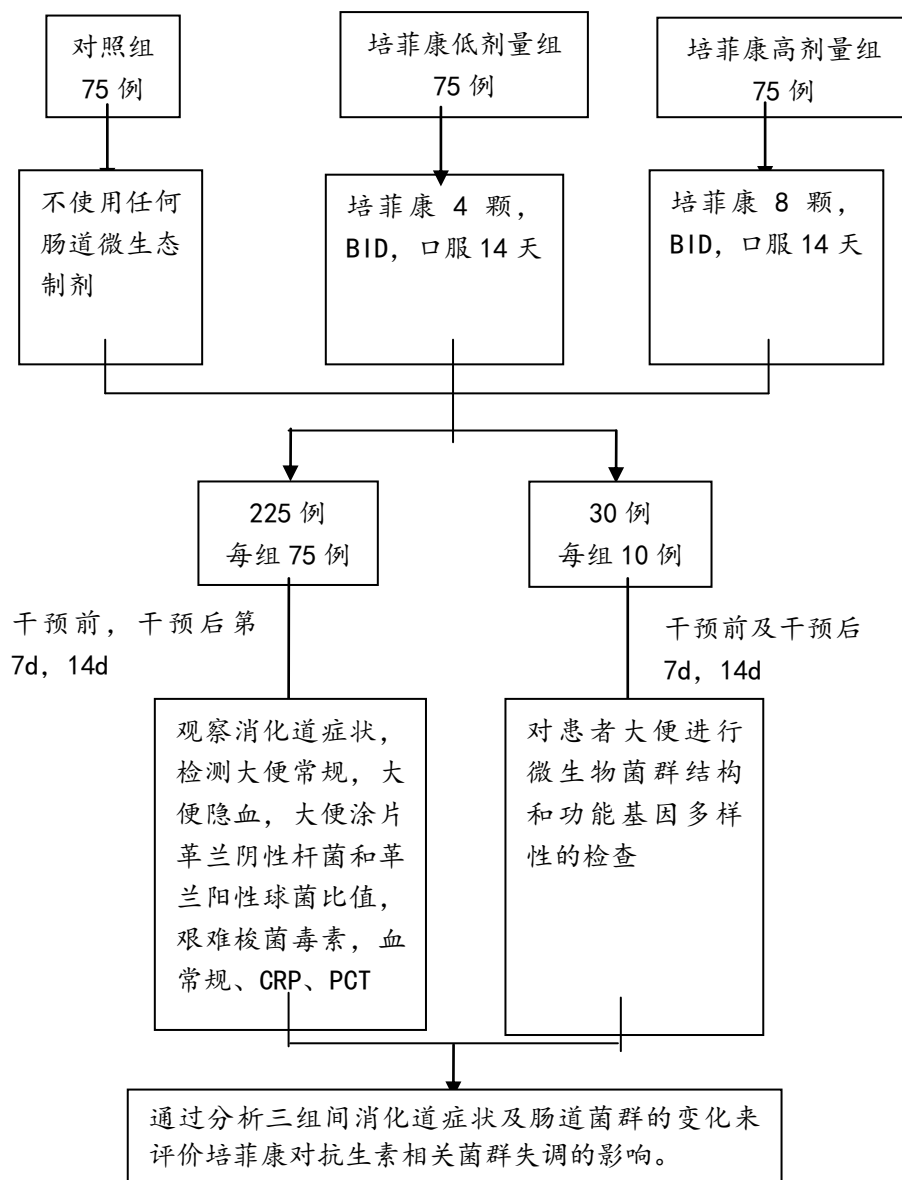 对照组
75 例
培菲康低剂量组
75 例
培菲康高剂量组
75 例
不使用任何
肠道微生态
制剂
培菲康 4 颗，
BID，口服 14 天
培菲康 8 颗，
BID，口服 14 天
225 例
每组 75 例
30 例
每组 10 例
干预前，干预后第
7d，14d
干预前及干预后
7d，14d
观察消化道症状，
检测大便常规，大
便隐血，大便涂片
革兰阴性杆菌和革
兰阳性球菌比值，
艰难梭菌毒素，血
常规、CRP、PCT
对患者大便进行
微生物菌群结构
和功能基因多样
性的检查
通过分析三组间消化道症状及肠道菌群的变化来
评价培菲康对抗生素相关菌群失调的影响。